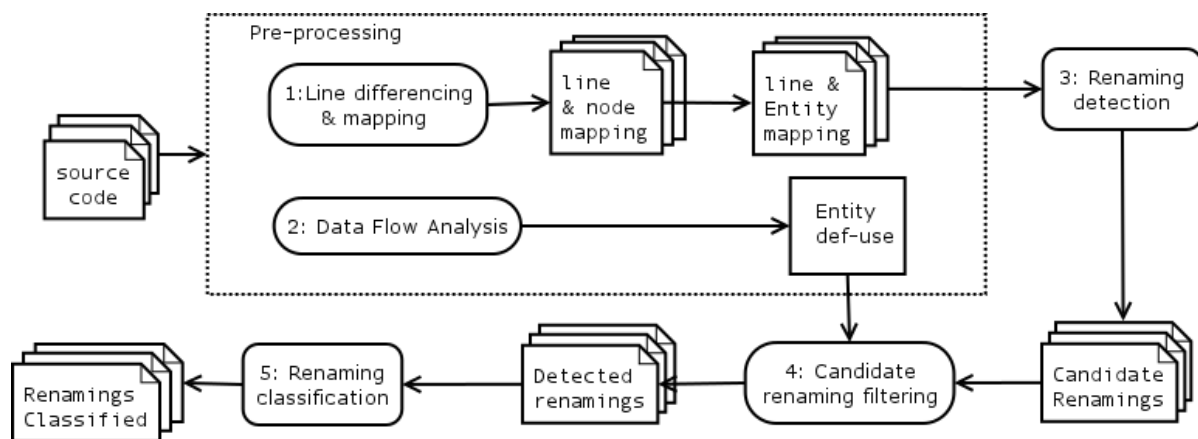 Pre-processing
1:Line differencing
& mapping
line
& node
mapping
line &
Entity
mapping
3: Renaming
detection
source
code
2: Data Flow Analysis
Entity
def-use
Renamings
Classified
5: Renaming
classification
Detected
renamings
4: Candidate
renaming filtering
Candidate
Renamings